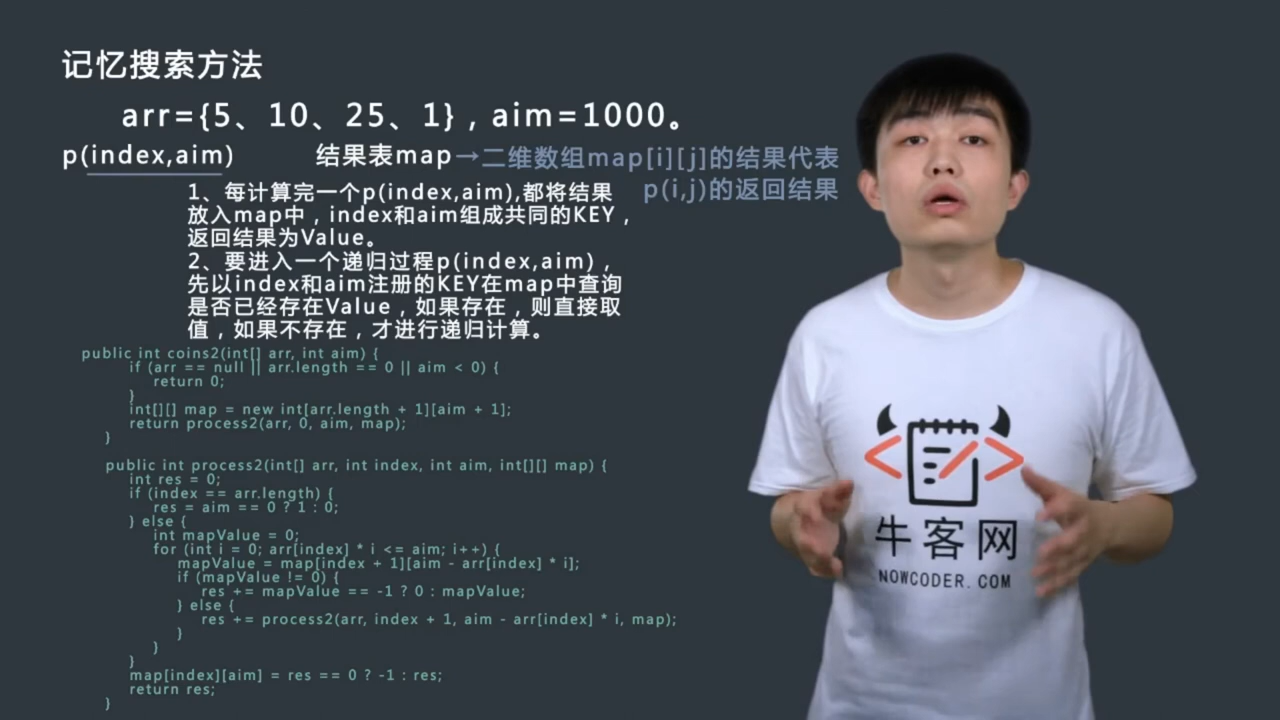 记忆搜索方法
arr={5、10、25、1}，aim=1000。
p(index,aim) 结果表map→二维数组map[i][j]的结果代表
p(i,j)的返回结果
1、每计算完一个p(index,aim),都将结果
放入map中，index和aim组成共同的KEY，
返回结果为Value。
2、要进入一个递归过程p(index,aim)，
先以index和aim注册的KEY在map中查询
是否已经存在Value，如果存在，则直接取
值，如果不存在，才进行递归计算。
public int coins2(int[] arr, int aim) {
if (arr == null || arr.length == 0 || aim < 0) {
return 0;
}
int[][] map = new int[arr.length + 1][aim + 1];
return process2(arr, 0, aim, map);
}
public int process2(int[] arr, int index, int aim, int[][] map) {
int res = 0;
if (index == arr.length) {
res = aim == 0 ? 1 : 0;
} else {
int mapValue = 0;
for (int i = 0; arr[index] * i <= aim; i++) {
mapValue = map[index + 1][aim - arr[index] * i];
if (mapValue != 0) {
res += mapValue == -1 ? 0 : mapValue;
} else {
res += process2(arr, index + 1, aim - arr[index] * i, map);
}
}
}
map[index][aim] = res == 0 ? -1 : res;
return res;
}
牛客网
NOWCODER.COM